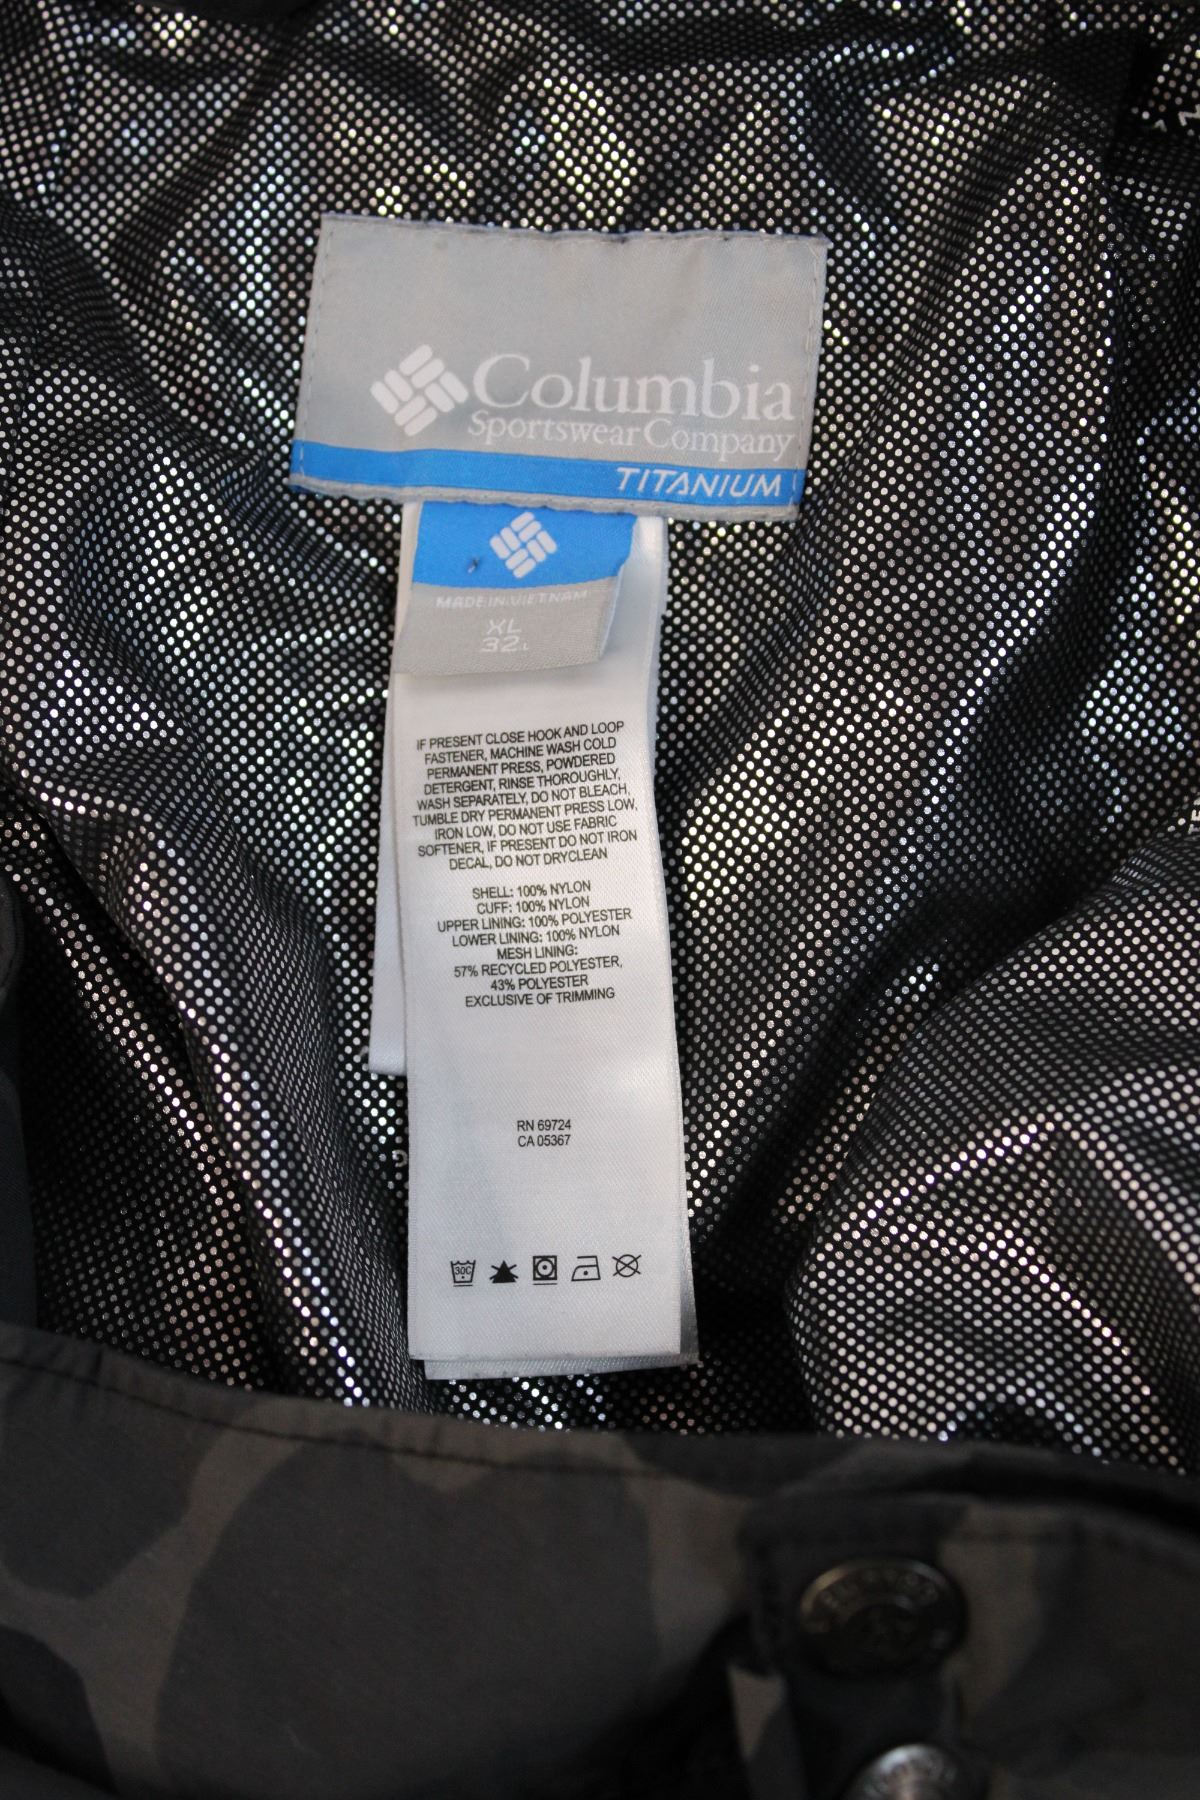 Columbia
Sportswear Company
TITANIUM
MADE IN VIETNAM
XL
32L
IF PRESENT CLOSE HOOK AND LOOP
FASTENER, MACHINE WASH COLD
PERMANENT PRESS, POWDERED
DETERGENT, RINSE THOROUGHLY,
WASH SEPARATELY, DO NOT BLEACH,
TUMBLE DRY PERMANENT PRESS LOW,
IRON LOW, DO NOT USE FABRIC
SOFTENER, IF PRESENT DO NOT IRON
DECAL, DO NOT DRYCLEAN
SHELL: 100% NYLON
CUFF: 100% NYLON
UPPER LINING: 100% POLYESTER
LOWER LINING: 100% NYLON
MESH LINING:
57% RECYCLED POLYESTER,
43% POLYESTER
EXCLUSIVE OF TRIMMING
RN 69724
CA 05367
30C